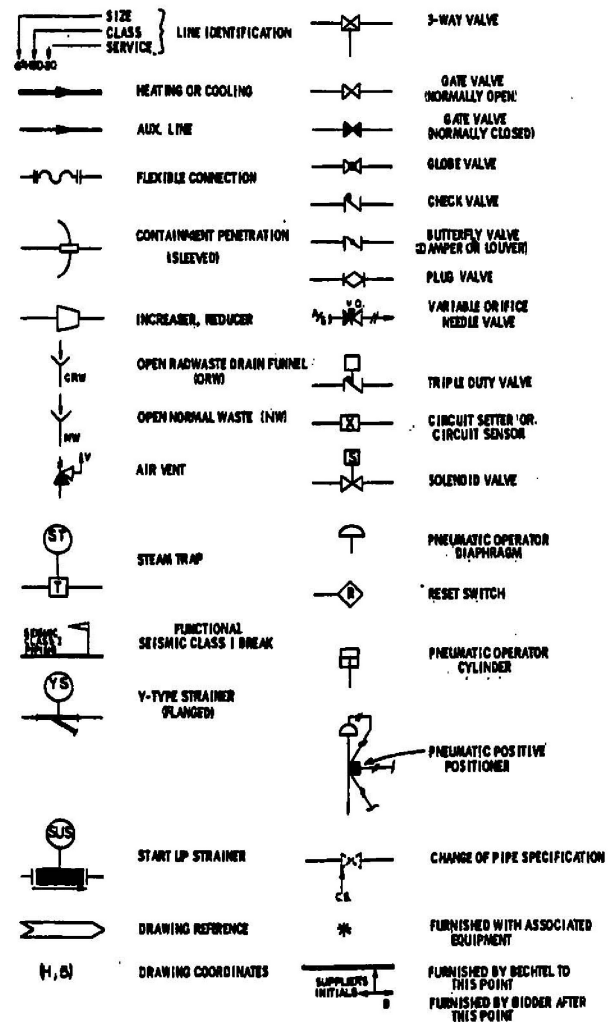 SIZE
CLASS
SERVICE
LINE IDENTIFICATION
HEATING OR COOLING
AUX. LINE
FLEXIBLE CONNECTION
CONTAINMENT PENETRATION
(SLEEVED)
INCREASER, REDUCER
OPEN RADWASTE DRAIN FUNNEL
(ORW)
ORW
OPEN NORMAL WASTE (NW)
NW
AIR VENT
ST
STEAM TRAP
T
SEISMIC
CLASS I
PIPING
FUNCTIONAL
SEISMIC CLASS I BREAK
YS
Y-TYPE STRAINER
(FLANGED)
SUS
START UP STRAINER
DRAWING REFERENCE
(H,8)
DRAWING COORDINATES
3-WAY VALVE
GATE VALVE
(NORMALLY OPEN)
GATE VALVE
(NORMALLY CLOSED)
GLOBE VALVE
CHECK VALVE
BUTTERFLY VALVE
(DAMPER OR LOUVER)
PLUG VALVE
V.O.
A/S
VARIABLE ORIFICE
NEEDLE VALVE
TRIPLE DUTY VALVE
X
CIRCUIT SETTER OR
CIRCUIT SENSOR
S
SOLENOID VALVE
PNEUMATIC OPERATOR
DIAPHRAGM
R
RESET SWITCH
PNEUMATIC OPERATOR
CYLINDER
PNEUMATIC POSITIVE
POSITIONER
CHANGE OF PIPE SPECIFICATION
*
FURNISHED WITH ASSOCIATED
EQUIPMENT
SUPPLIER'S
INITIALS
B
FURNISHED BY BECHTEL TO
THIS POINT
FURNISHED BY BIDDER AFTER
THIS POINT